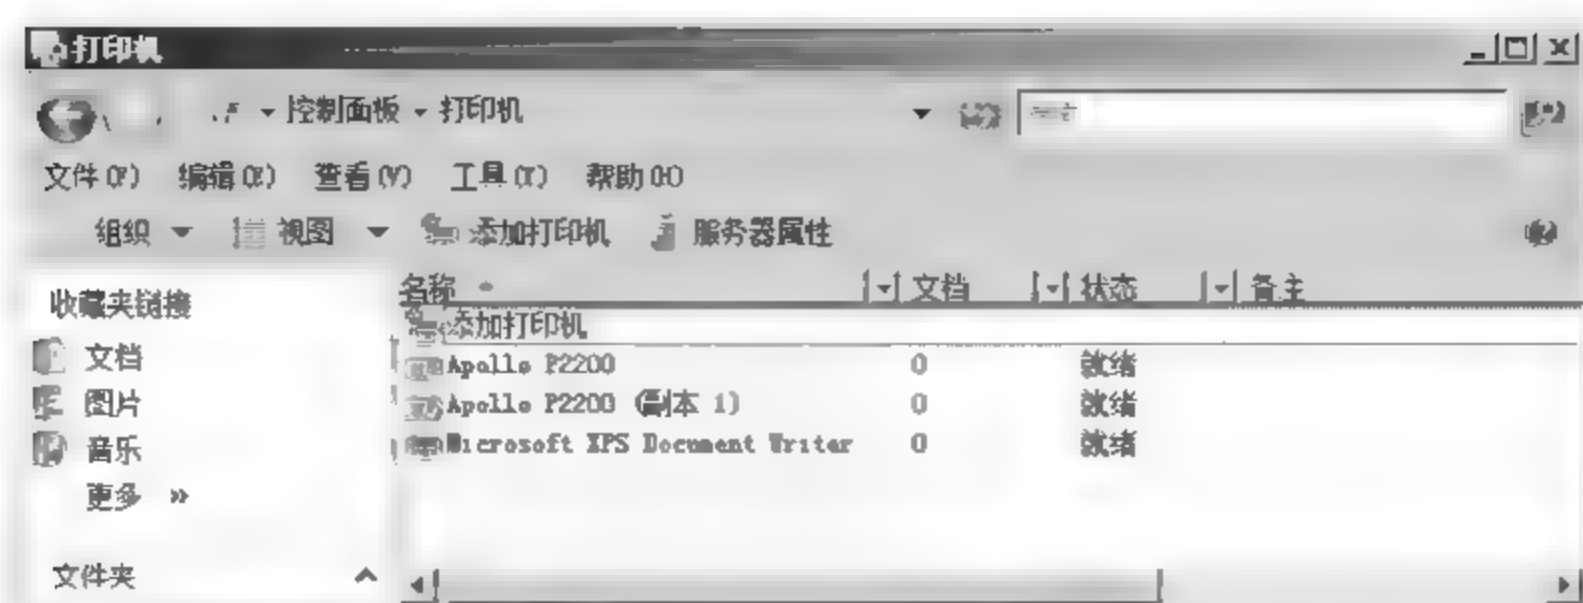 打印机
控制面板 打印机
文件(F) 编辑(E) 查看(V) 工具(T) 帮助(H)
组织 视图 添加打印机 服务器属性
收藏夹链接
文档
图片
音乐
更多 »
文件夹
名称 文档 状态 备注
添加打印机
Apollo P2200 0 就绪
Apollo P2200 (副本 1) 0 就绪
Microsoft XPS Document Writer 0 就绪